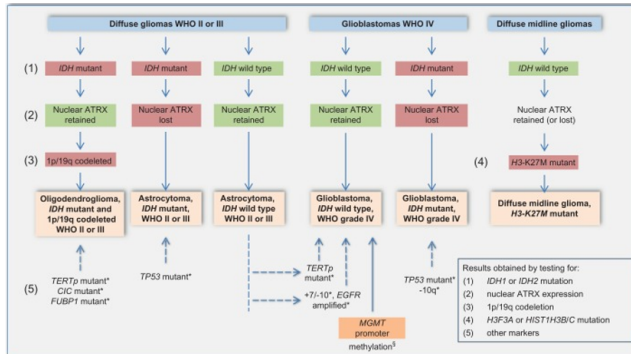 Diffuse gliomas WHO II or III
Glioblastomas WHO IV
Diffuse midline gliomas
(1)
IDH mutant
IDH mutant
IDH wild type
IDH wild type
IDH mutant
IDH wild type
(2)
Nuclear ATRX
retained
Nuclear ATRX
lost
Nuclear ATRX
retained
Nuclear ATRX
retained
Nuclear ATRX
lost
Nuclear ATRX
retained (or lost)
(3)
1p/19q codeleted
(4)
H3-K27M mutant
Oligodendroglioma,
IDH mutant and
1p/19q codeleted
WHO II or III
Astrocytoma,
IDH mutant,
WHO II or III
Astrocytoma,
IDH wild type
WHO II or III
Glioblastoma,
IDH wild type,
WHO grade IV
Glioblastoma,
IDH mutant,
WHO grade IV
Diffuse midline glioma,
H3-K27M mutant
(5)
TERTp mutant*
CIC mutant*
FUBP1 mutant*
TP53 mutant*
TERTp
mutant*
+7/-10*, EGFR
amplified*
TP53 mutant*
-10q*
MGMT
promoter
methylation§
Results obtained by testing for:
(1) IDH1 or IDH2 mutation
(2) nuclear ATRX expression
(3) 1p/19q codeletion
(4) H3F3A or HIST1H3B/C mutation
(5) other markers